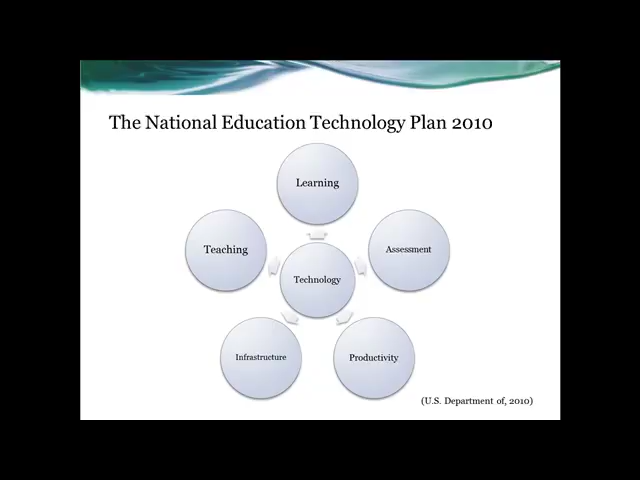 The National Education Technology Plan 2010
Learning
Teaching
Assessment
Technology
Infrastructure
Productivity
(U.S. Department of, 2010)